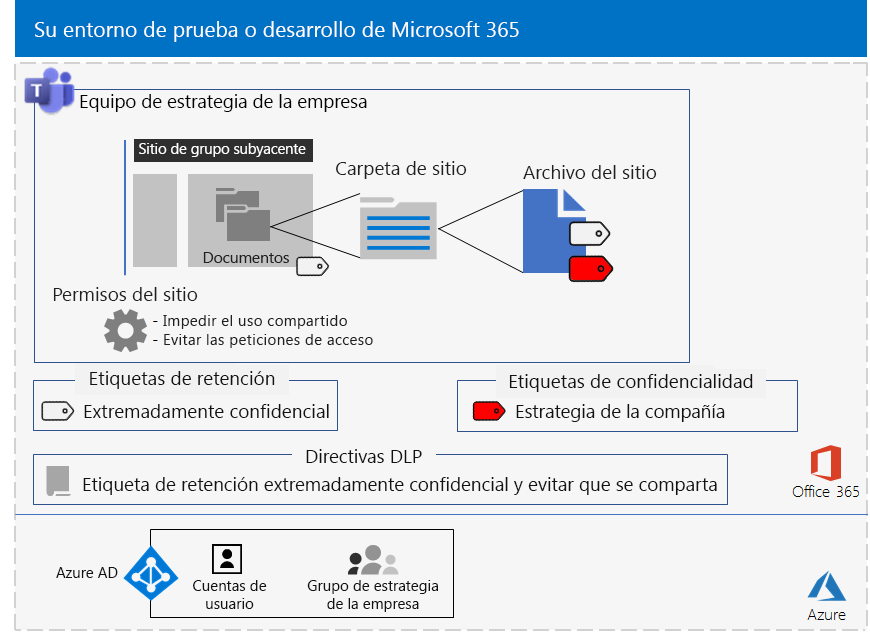 Su entorno de prueba o desarrollo de Microsoft 365
T
Equipo de estrategia de la empresa
Sitio de grupo subyacente
Carpeta de sitio
Archivo del sitio
Documentos
Permisos del sitio
- Impedir el uso compartido
- Evitar las peticiones de acceso
Etiquetas de retención
Extremadamente confidencial
Etiquetas de confidencialidad
Estrategia de la compañía
Directivas DLP
Etiqueta de retención extremadamente confidencial y evitar que se comparta
Office 365
Azure AD
Cuentas de
usuario
Grupo de estrategia
de la empresa
Azure